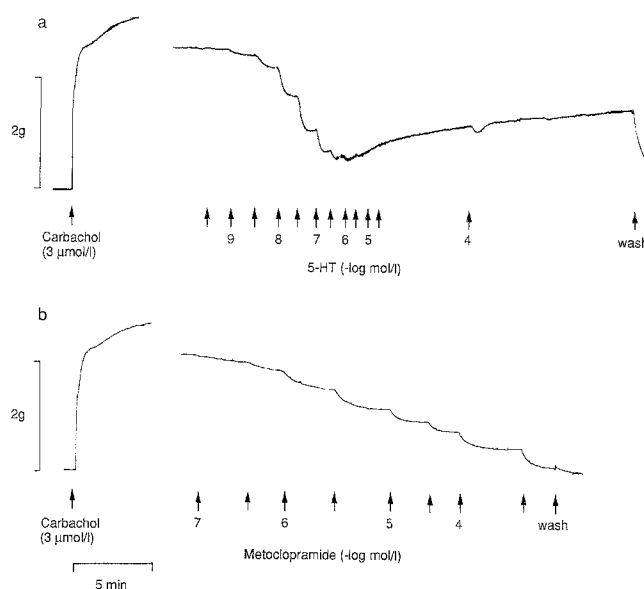 a
2g
9 8 7 6 5 4
Carbachol wash
(3 μmol/l)
5-HT (-log mol/l)
b
2g
7 6 5 4 wash
Carbachol
(3 μmol/l)
Metoclopramide (-log mol/l)
5 min